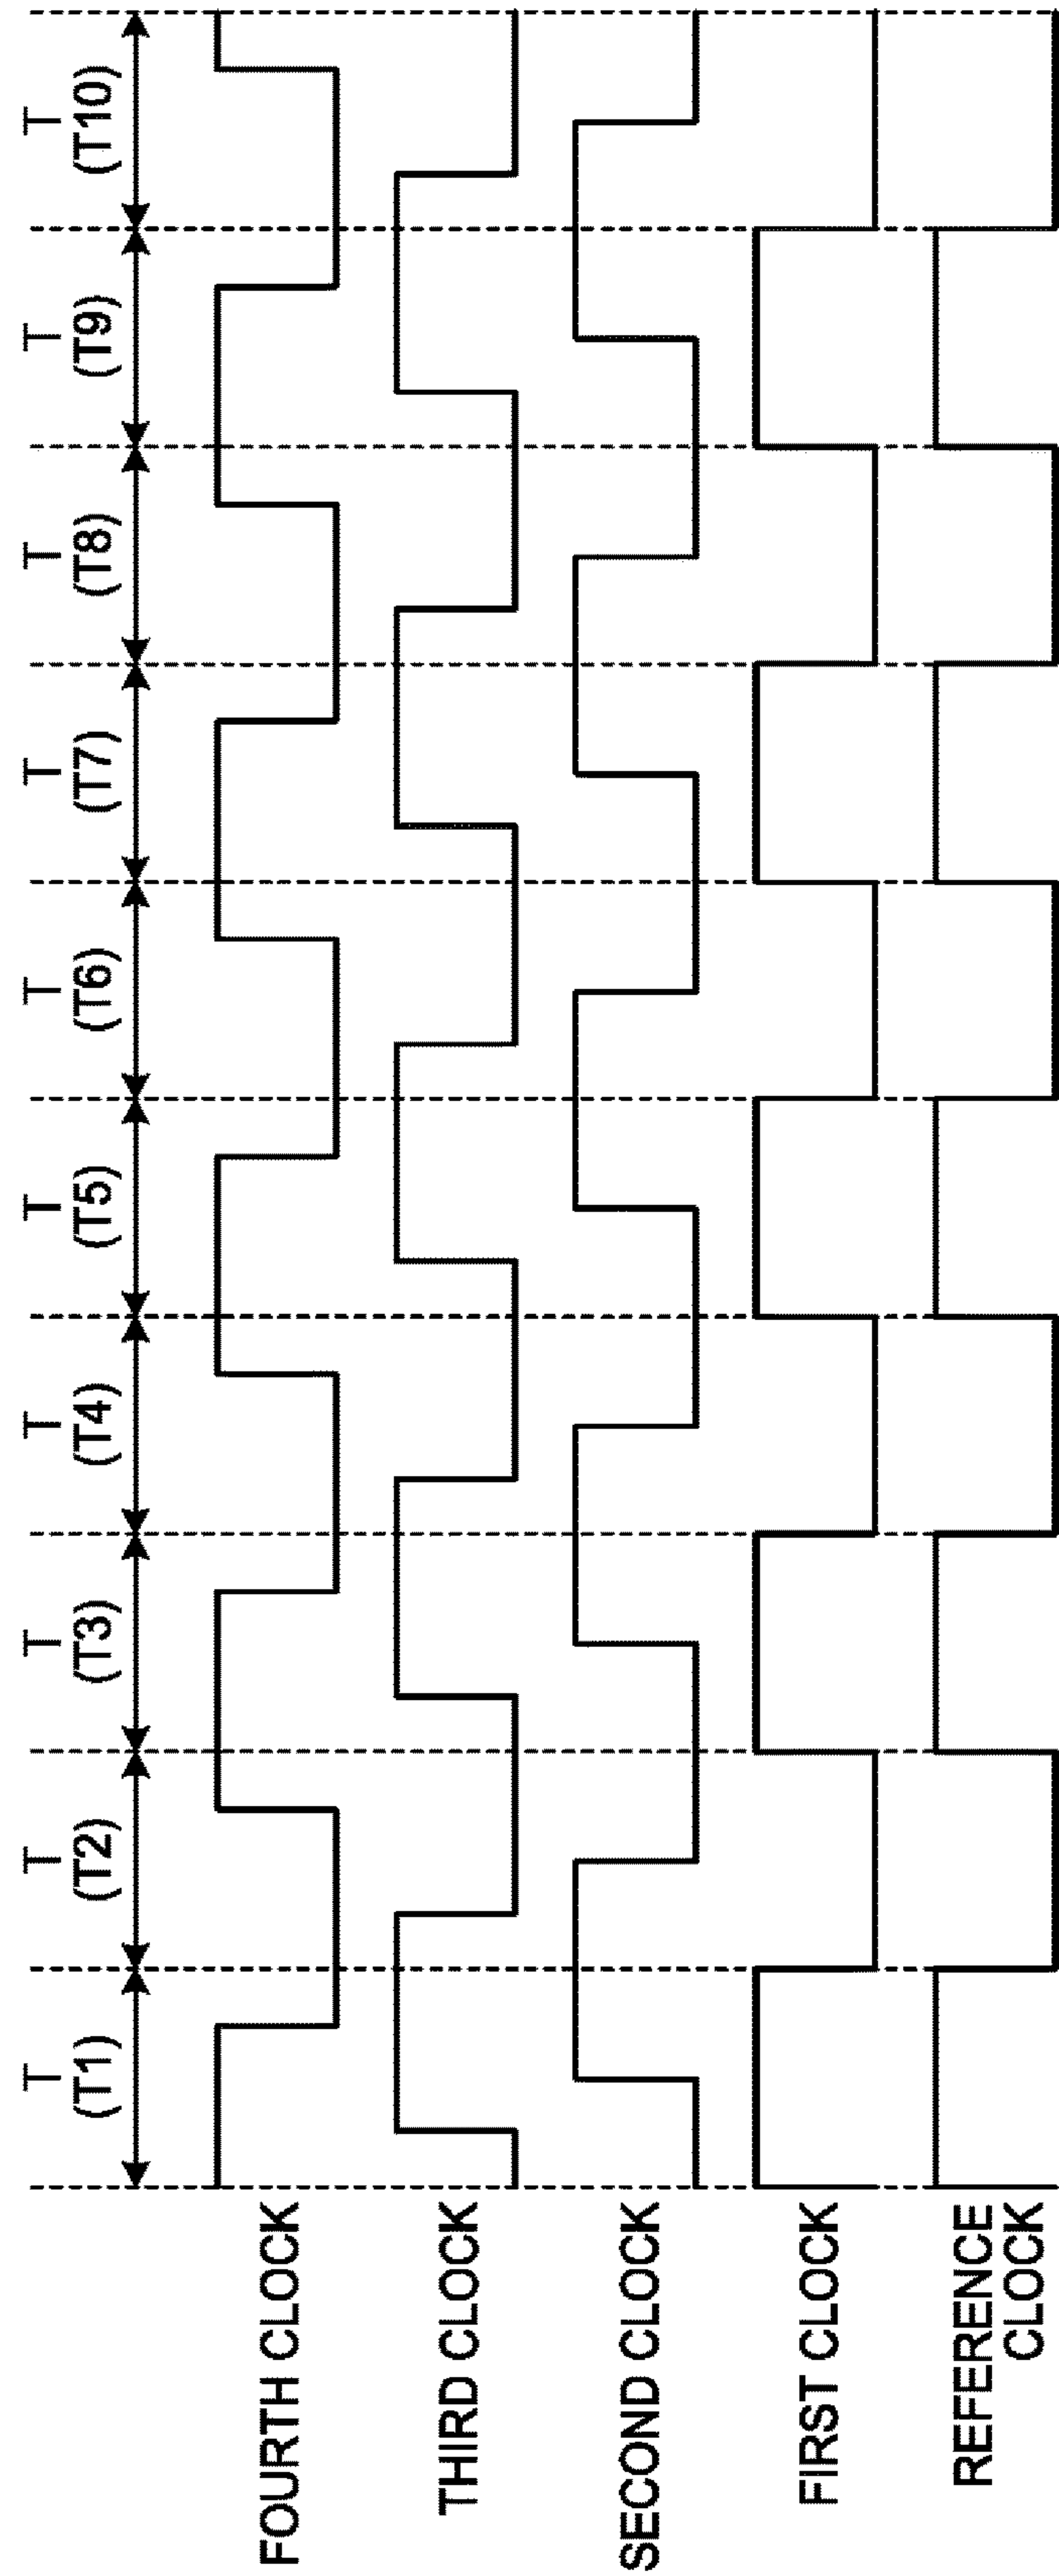 T T T T T T T T T T
(T1) (T2) (T3) (T4) (T5) (T6) (T7) (T8) (T9) (T10)
FOURTH CLOCK
THIRD CLOCK
SECOND CLOCK
FIRST CLOCK
REFERENCE
CLOCK